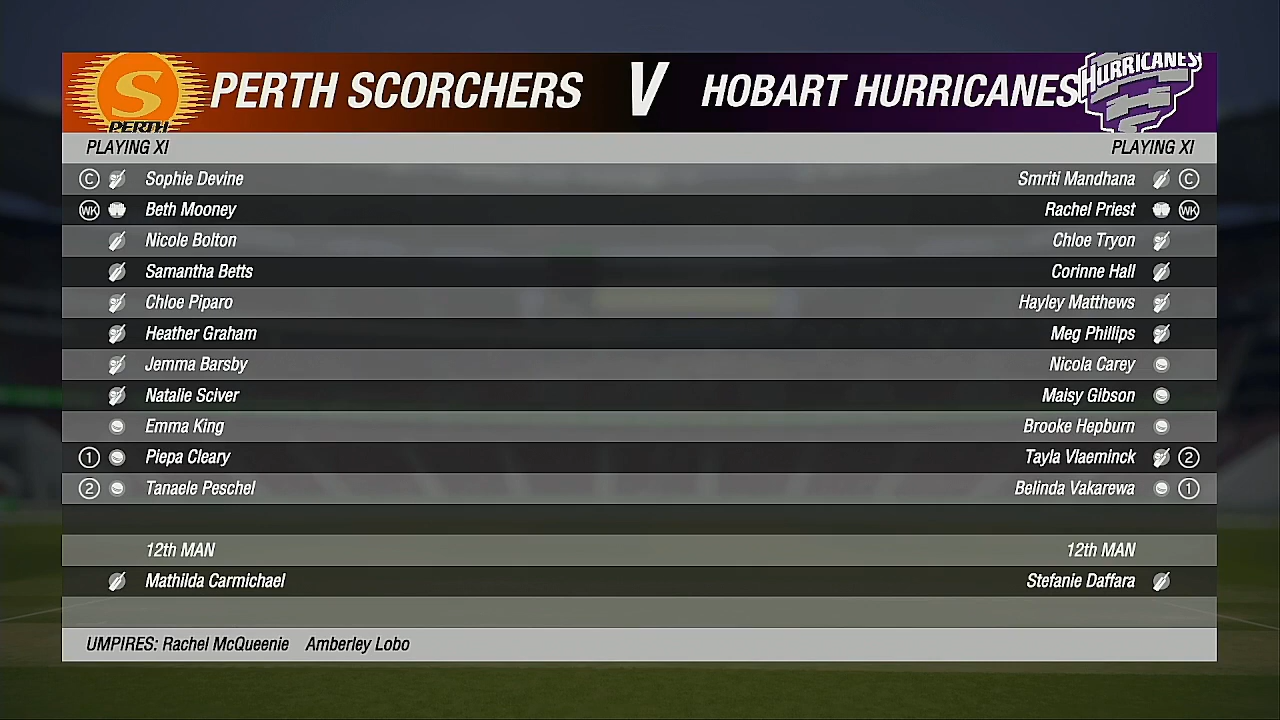 PERTH SCORCHERS V HOBART HURRICANES
S PERTH
HURRICANES
PLAYING XI PLAYING XI
C Sophie Devine Smriti Mandhana C
WK Beth Mooney Rachel Priest WK
Nicole Bolton Chloe Tryon
Samantha Betts Corinne Hall
Chloe Piparo Hayley Matthews
Heather Graham Meg Phillips
Jemma Barsby Nicola Carey
Natalie Sciver Maisy Gibson
Emma King Brooke Hepburn
1 Piepa Cleary Tayla Vlaeminck 2
2 Tanaele Peschel Belinda Vakarewa 1
12th MAN 12th MAN
Mathilda Carmichael Stefanie Daffara
UMPIRES: Rachel McQueenie Amberley Lobo